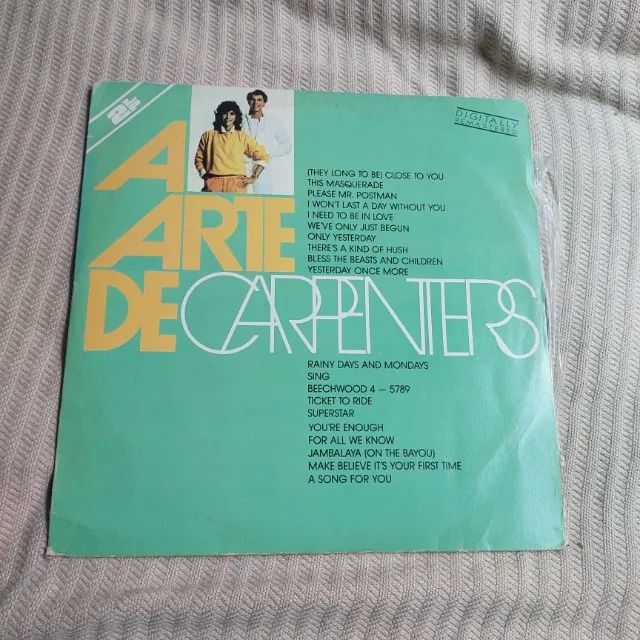 2 LP
DIGITALLY
REMASTERED
A
ARTE
DE CARPENTERS
(THEY LONG TO BE) CLOSE TO YOU
THIS MASQUERADE
PLEASE MR. POSTMAN
I WON'T LAST A DAY WITHOUT YOU
I NEED TO BE IN LOVE
WE'VE ONLY JUST BEGUN
ONLY YESTERDAY
THERE'S A KIND OF HUSH
BLESS THE BEASTS AND CHILDREN
YESTERDAY ONCE MORE
RAINY DAYS AND MONDAYS
SING
BEECHWOOD 4 – 5789
TICKET TO RIDE
SUPERSTAR
YOU'RE ENOUGH
FOR ALL WE KNOW
JAMBALAYA (ON THE BAYOU)
MAKE BELIEVE IT'S YOUR FIRST TIME
A SONG FOR YOU